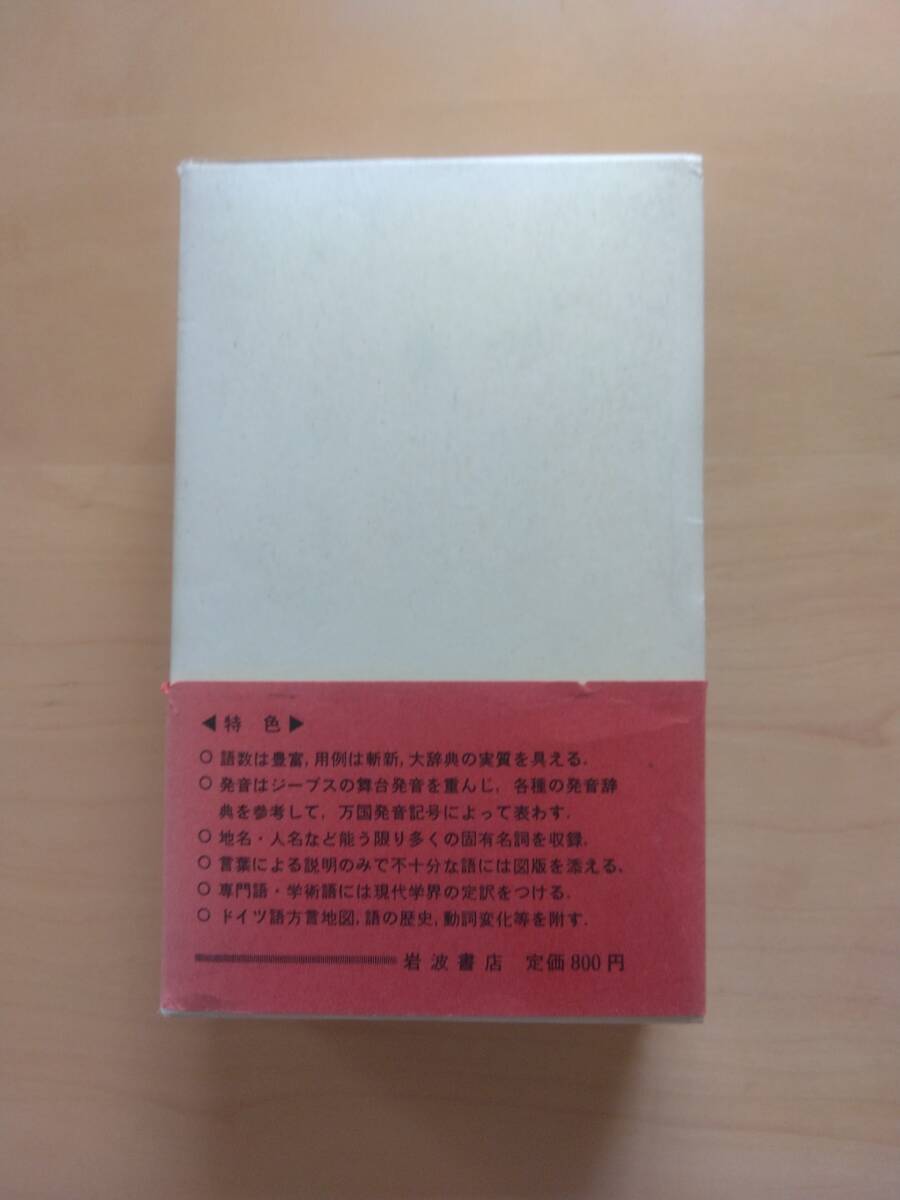 ◀特 色▶
○ 語数は豊富, 用例は斬新, 大辞典の実質を具える.
○ 発音はジープスの舞台発音を重んじ, 各種の発音辞
典を参考して, 万国発音記号によって表わす.
○ 地名・人名など能う限り多くの固有名詞を収録.
○ 言葉による説明のみで不十分な語には図版を添える.
○ 専門語・学術語には現代学界の定訳をつける.
○ ドイツ語方言地図, 語の歴史, 動詞変化等を附す.
岩波書店 定価800円